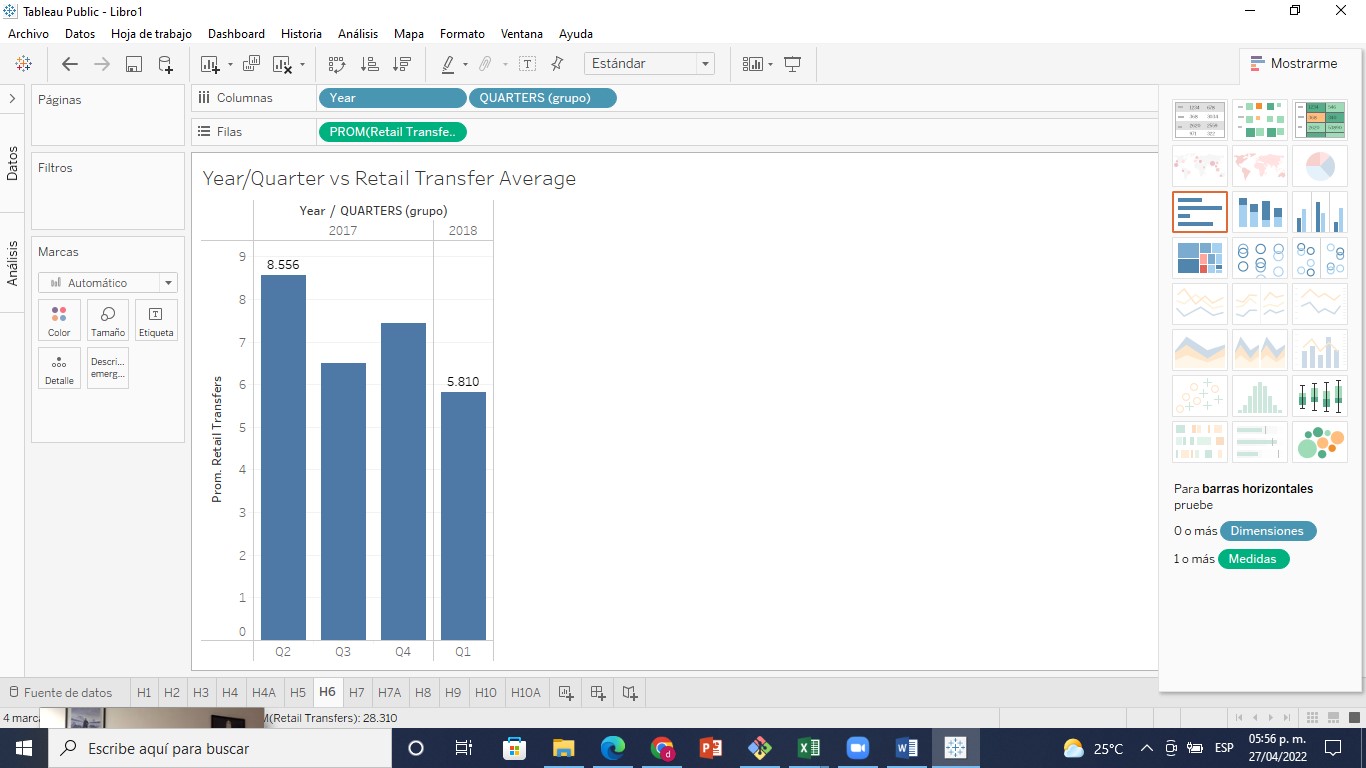 Tableau Public - Libro1
Archivo Datos Hoja de trabajo Dashboard Historia Análisis Mapa Formato Ventana Ayuda
Estándar
Mostrarme
Páginas
Columnas Year QUARTERS (grupo)
Filas PROM(Retail Transfe..
Datos
Análisis
Filtros
Marcas
Automático
Color Tamaño Etiqueta
Detalle Descri... emerg...
Year/Quarter vs Retail Transfer Average
Year / QUARTERS (grupo)
2017 2018
Prom. Retail Transfers
9
8
7
6
5
4
3
2
1
0
8.556
5.810
Q2 Q3 Q4 Q1
Para barras horizontales
pruebe
0 o más Dimensiones
1 o más Medidas
Fuente de datos H1 H2 H3 H4 H4A H5 H6 H7 H7A H8 H9 H10 H10A
4 (Retail Transfers): 28.310
Escribe aquí para buscar
25°C ESP
05:56 p. m.
27/04/2022